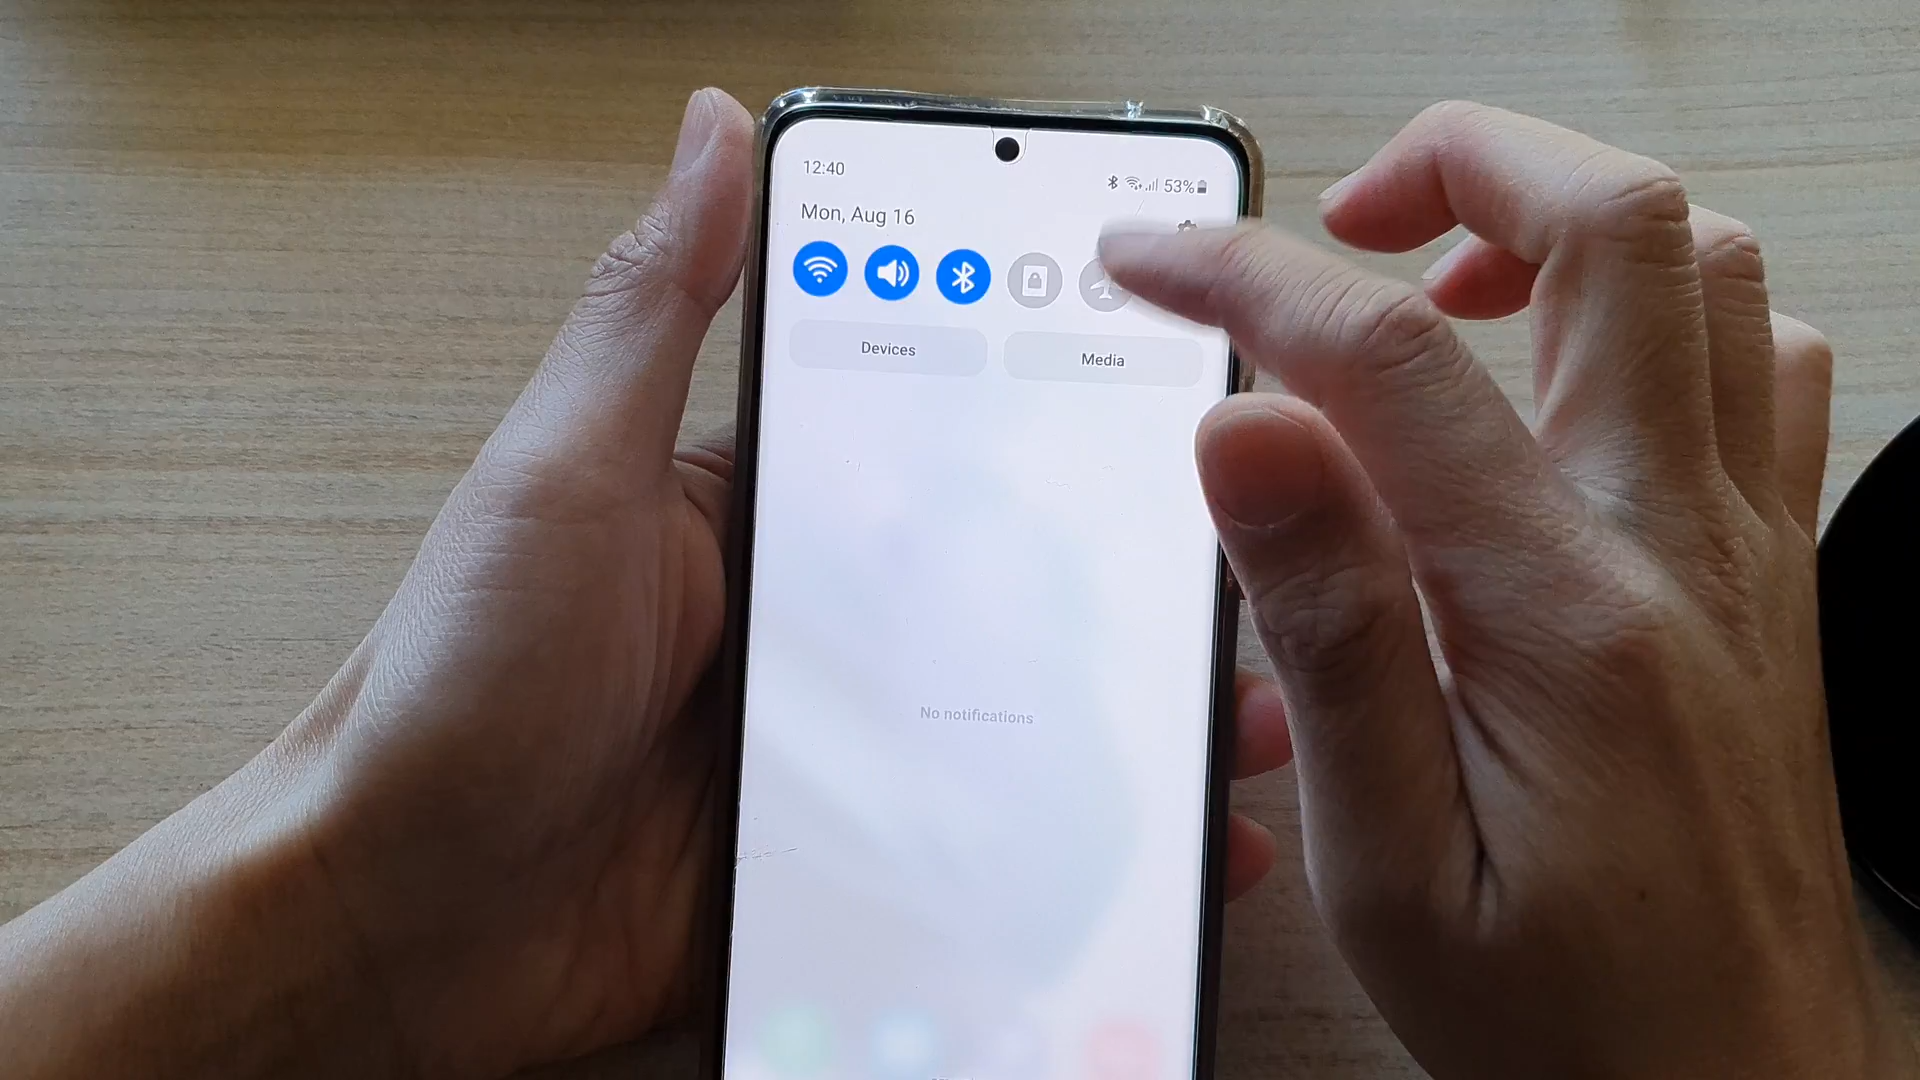 12:40
53%
Mon, Aug 16
Devices
Media
No notifications